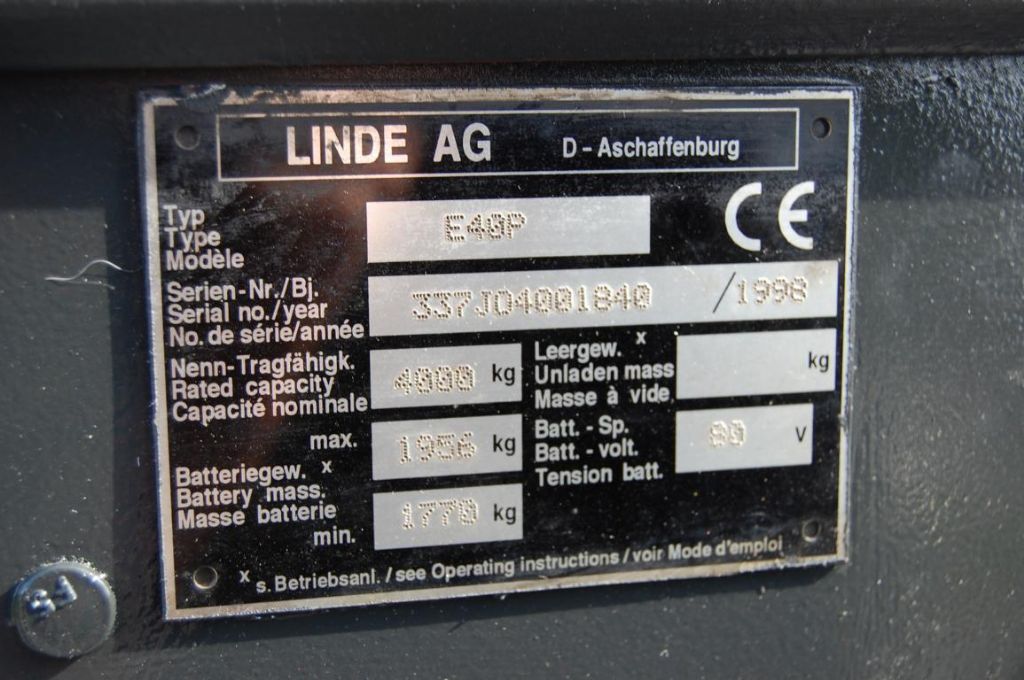 LINDE AG D - Aschaffenburg
Typ
Type
Modèle
E40P
CE
Serien-Nr./Bj.
Serial no./year
No. de série/année
337J04001840 /1998
Nenn-Tragfähigk.
Rated capacity
Capacité nominale
4000 kg
Leergew. x
Unladen mass
Masse à vide
kg
max. 1956 kg
Batteriegew. x
Battery mass.
Masse batterie
min. 1770 kg
Batt. - Sp.
Batt. - volt.
Tension batt.
80 V
x s. Betriebsanl. / see Operating instructions / voir Mode d'emploi